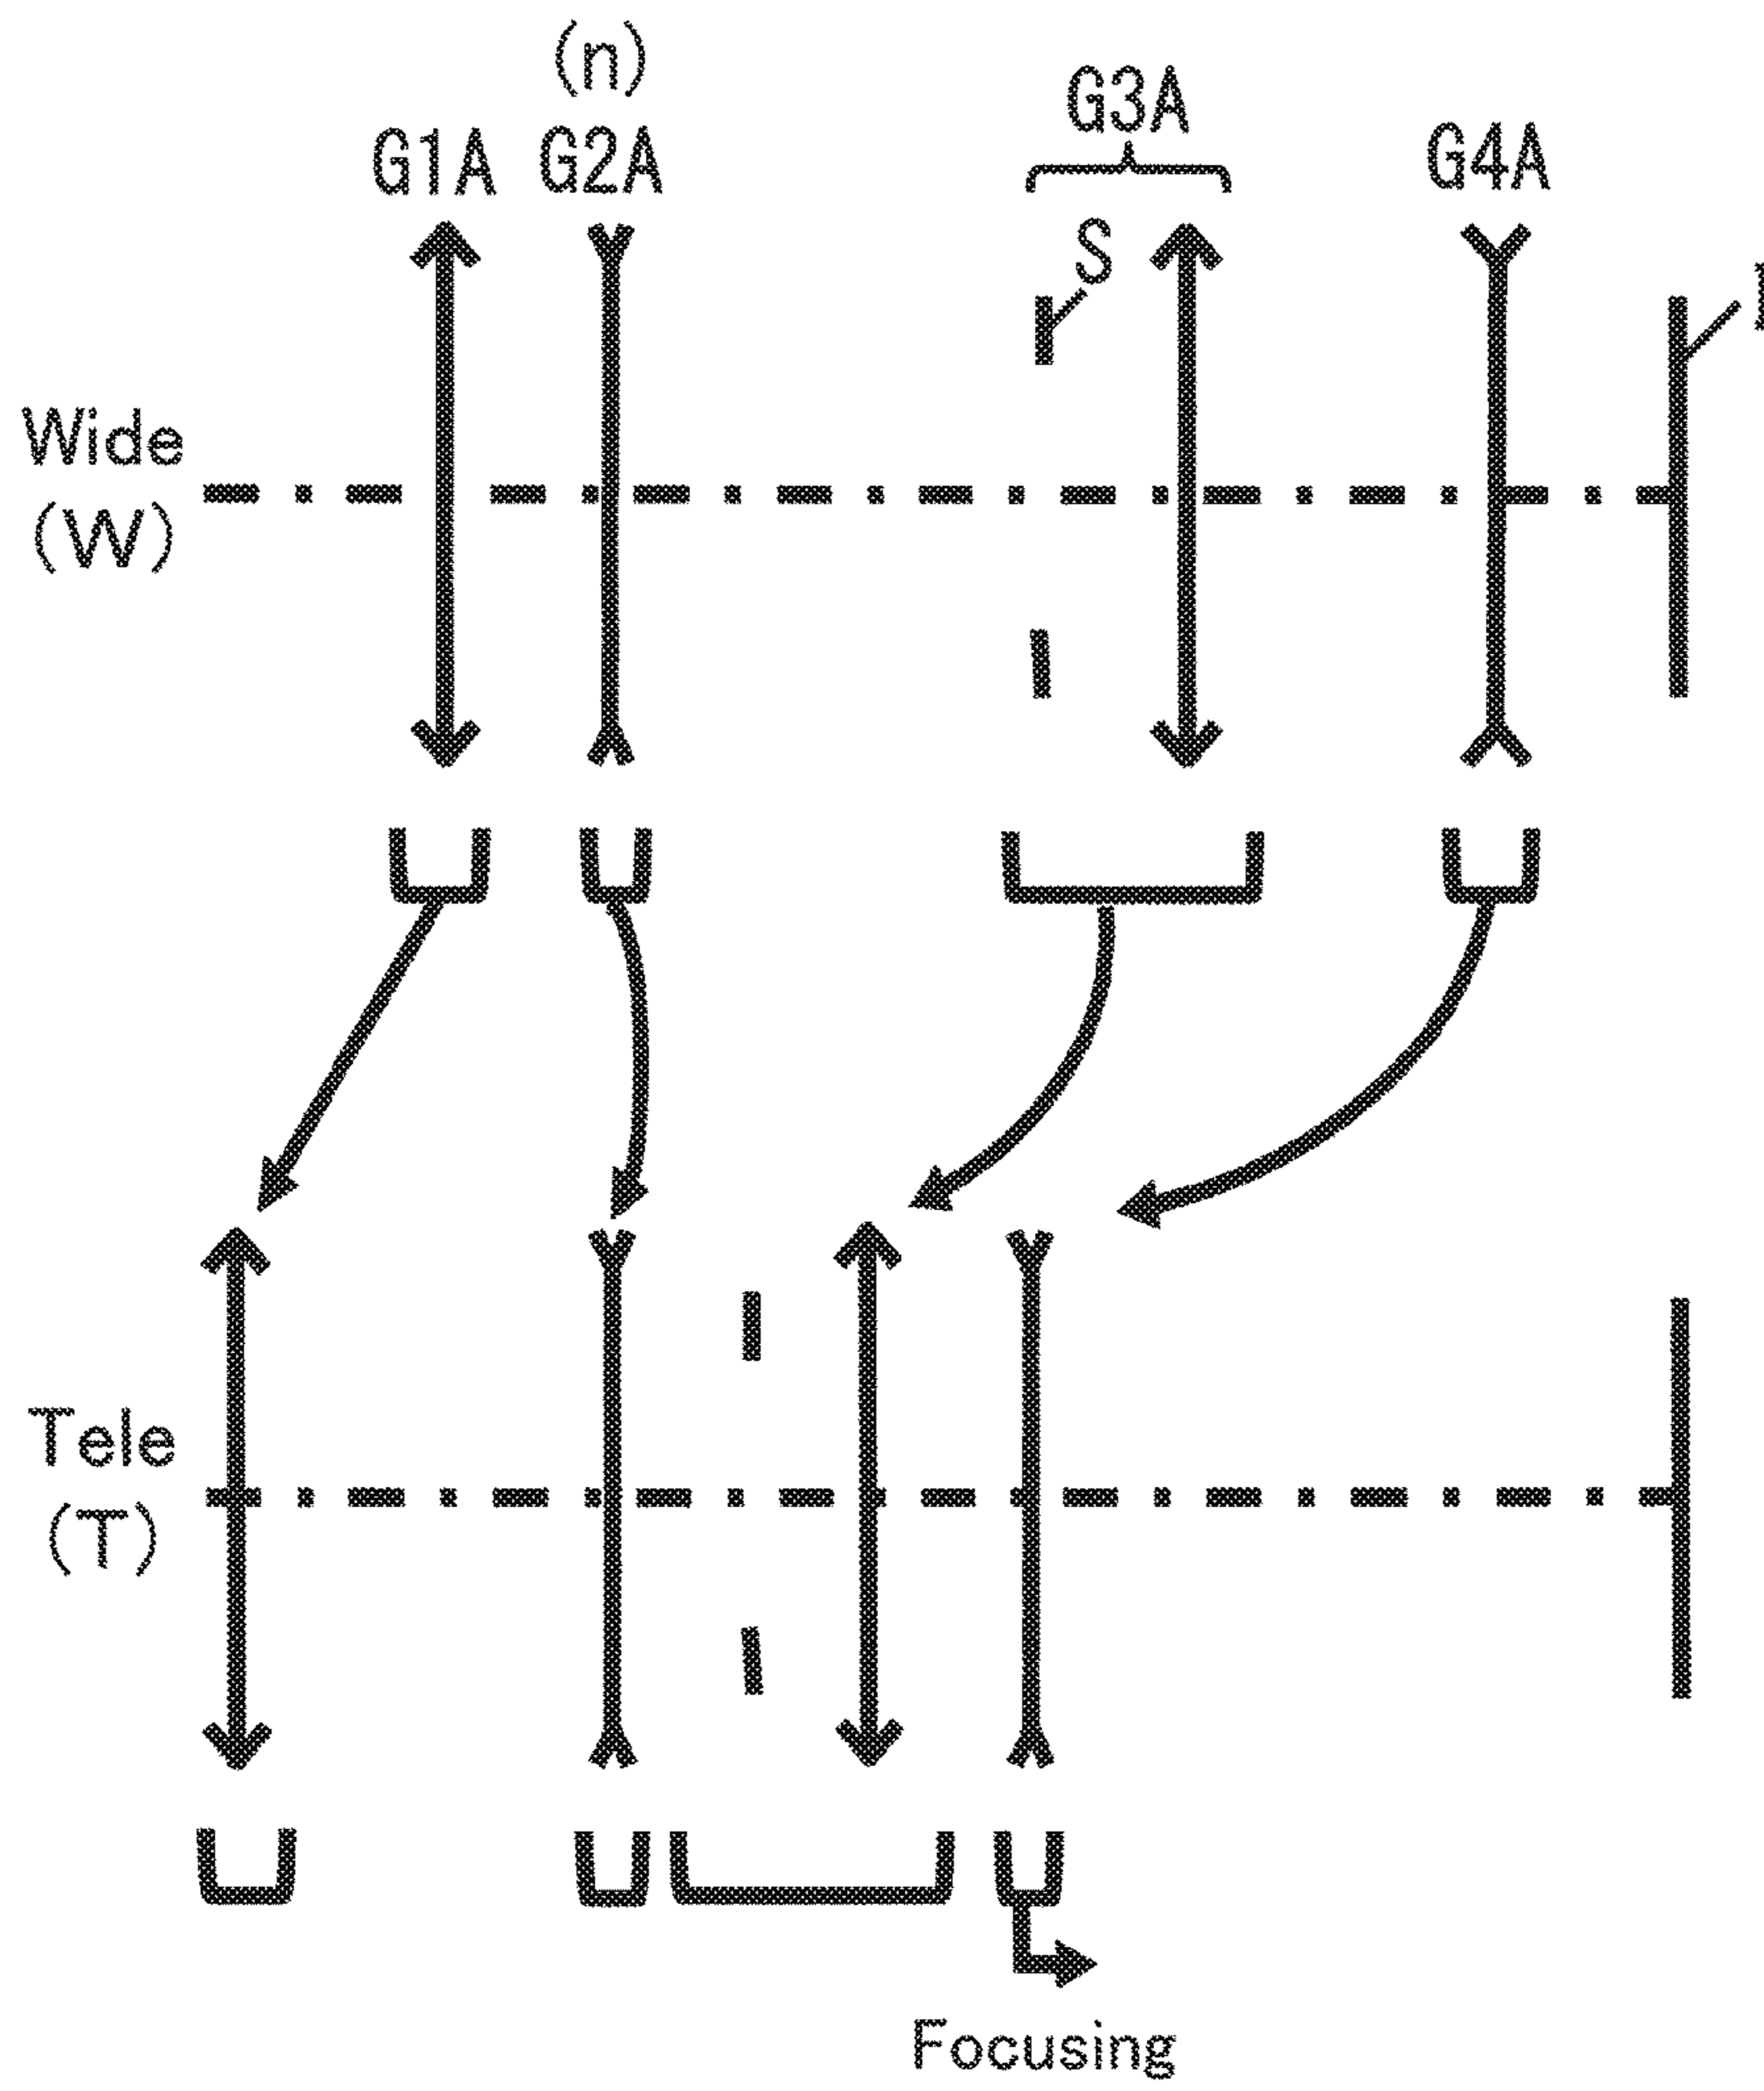 (n)
G1A G2A G3A G4A
S
I
Wide
(W)
Tele
(T)
Focusing